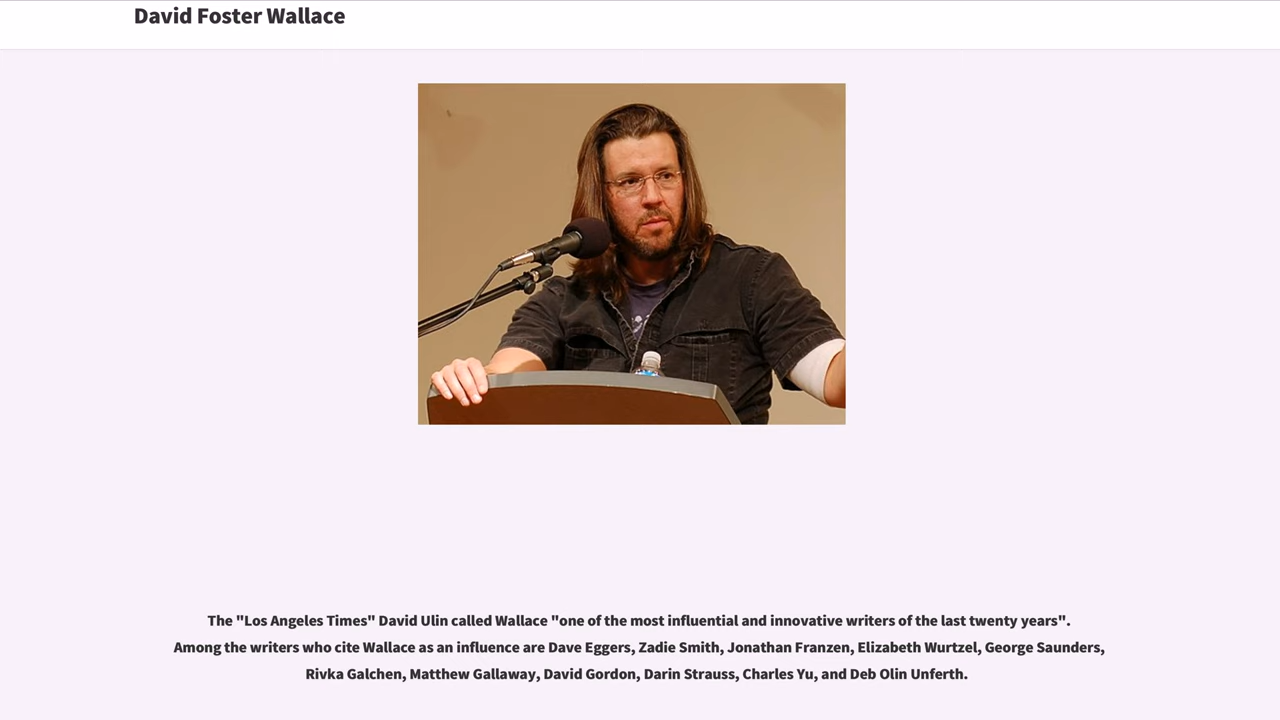 David Foster Wallace
The "Los Angeles Times" David Ulin called Wallace "one of the most influential and innovative writers of the last twenty years".
Among the writers who cite Wallace as an influence are Dave Eggers, Zadie Smith, Jonathan Franzen, Elizabeth Wurtzel, George Saunders,
Rivka Galchen, Matthew Gallaway, David Gordon, Darin Strauss, Charles Yu, and Deb Olin Unferth.